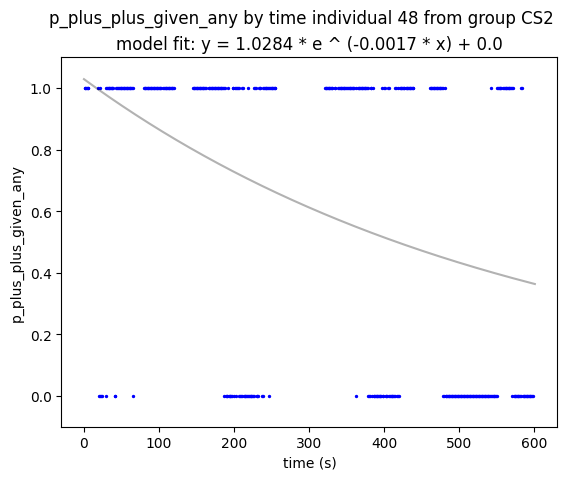 p_plus_plus_given_any by time individual 48 from group CS2
model fit: y = 1.0284 * e ^ (-0.0017 * x) + 0.0
1.0
0.8
0.6
0.4
0.2
0.0
p_plus_plus_given_any
0 100 200 300 400 500 600
time (s)